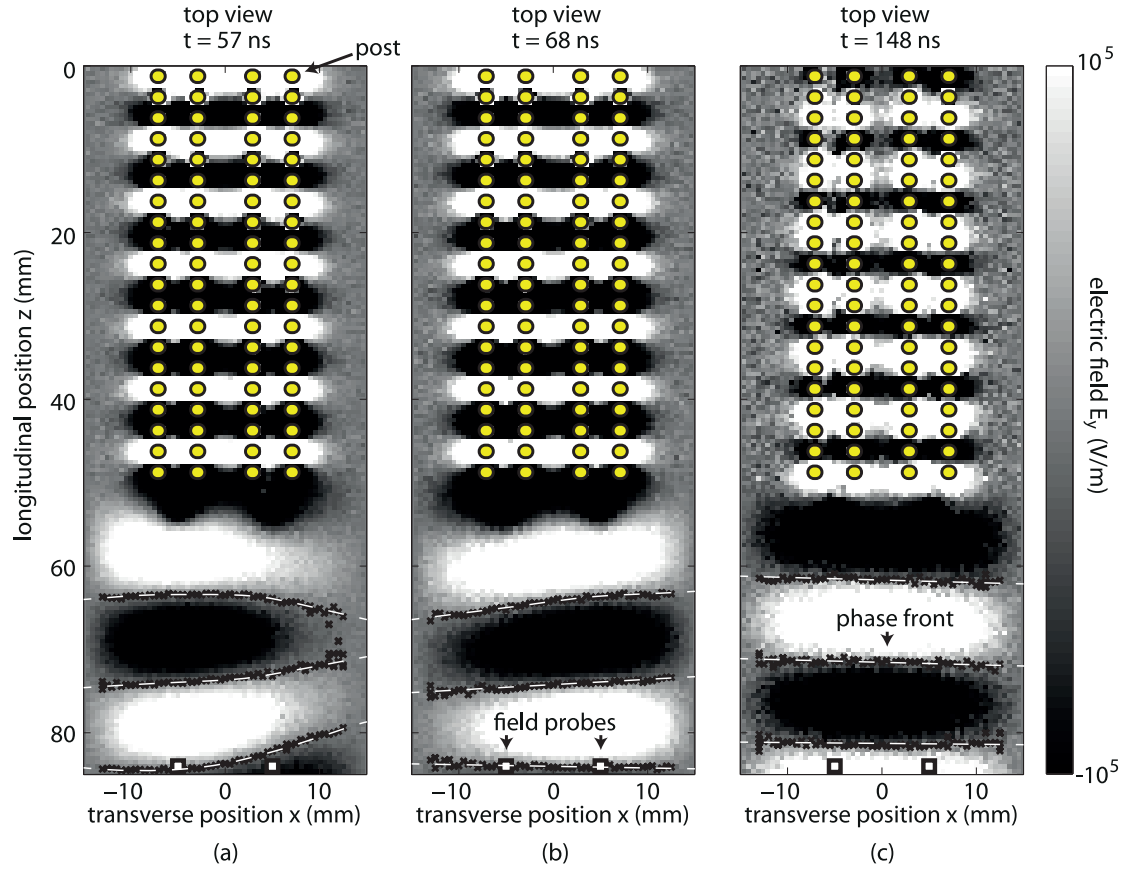 top view
t = 57 ns
top view
t = 68 ns
top view
t = 148 ns
post
0
20
40
60
80
longitudinal position z (mm)
field probes
phase front
10^5
-10^5
electric field E_y (V/m)
−10 0 10
−10 0 10
−10 0 10
transverse position x (mm)
transverse position x (mm)
transverse position x (mm)
(a)
(b)
(c)